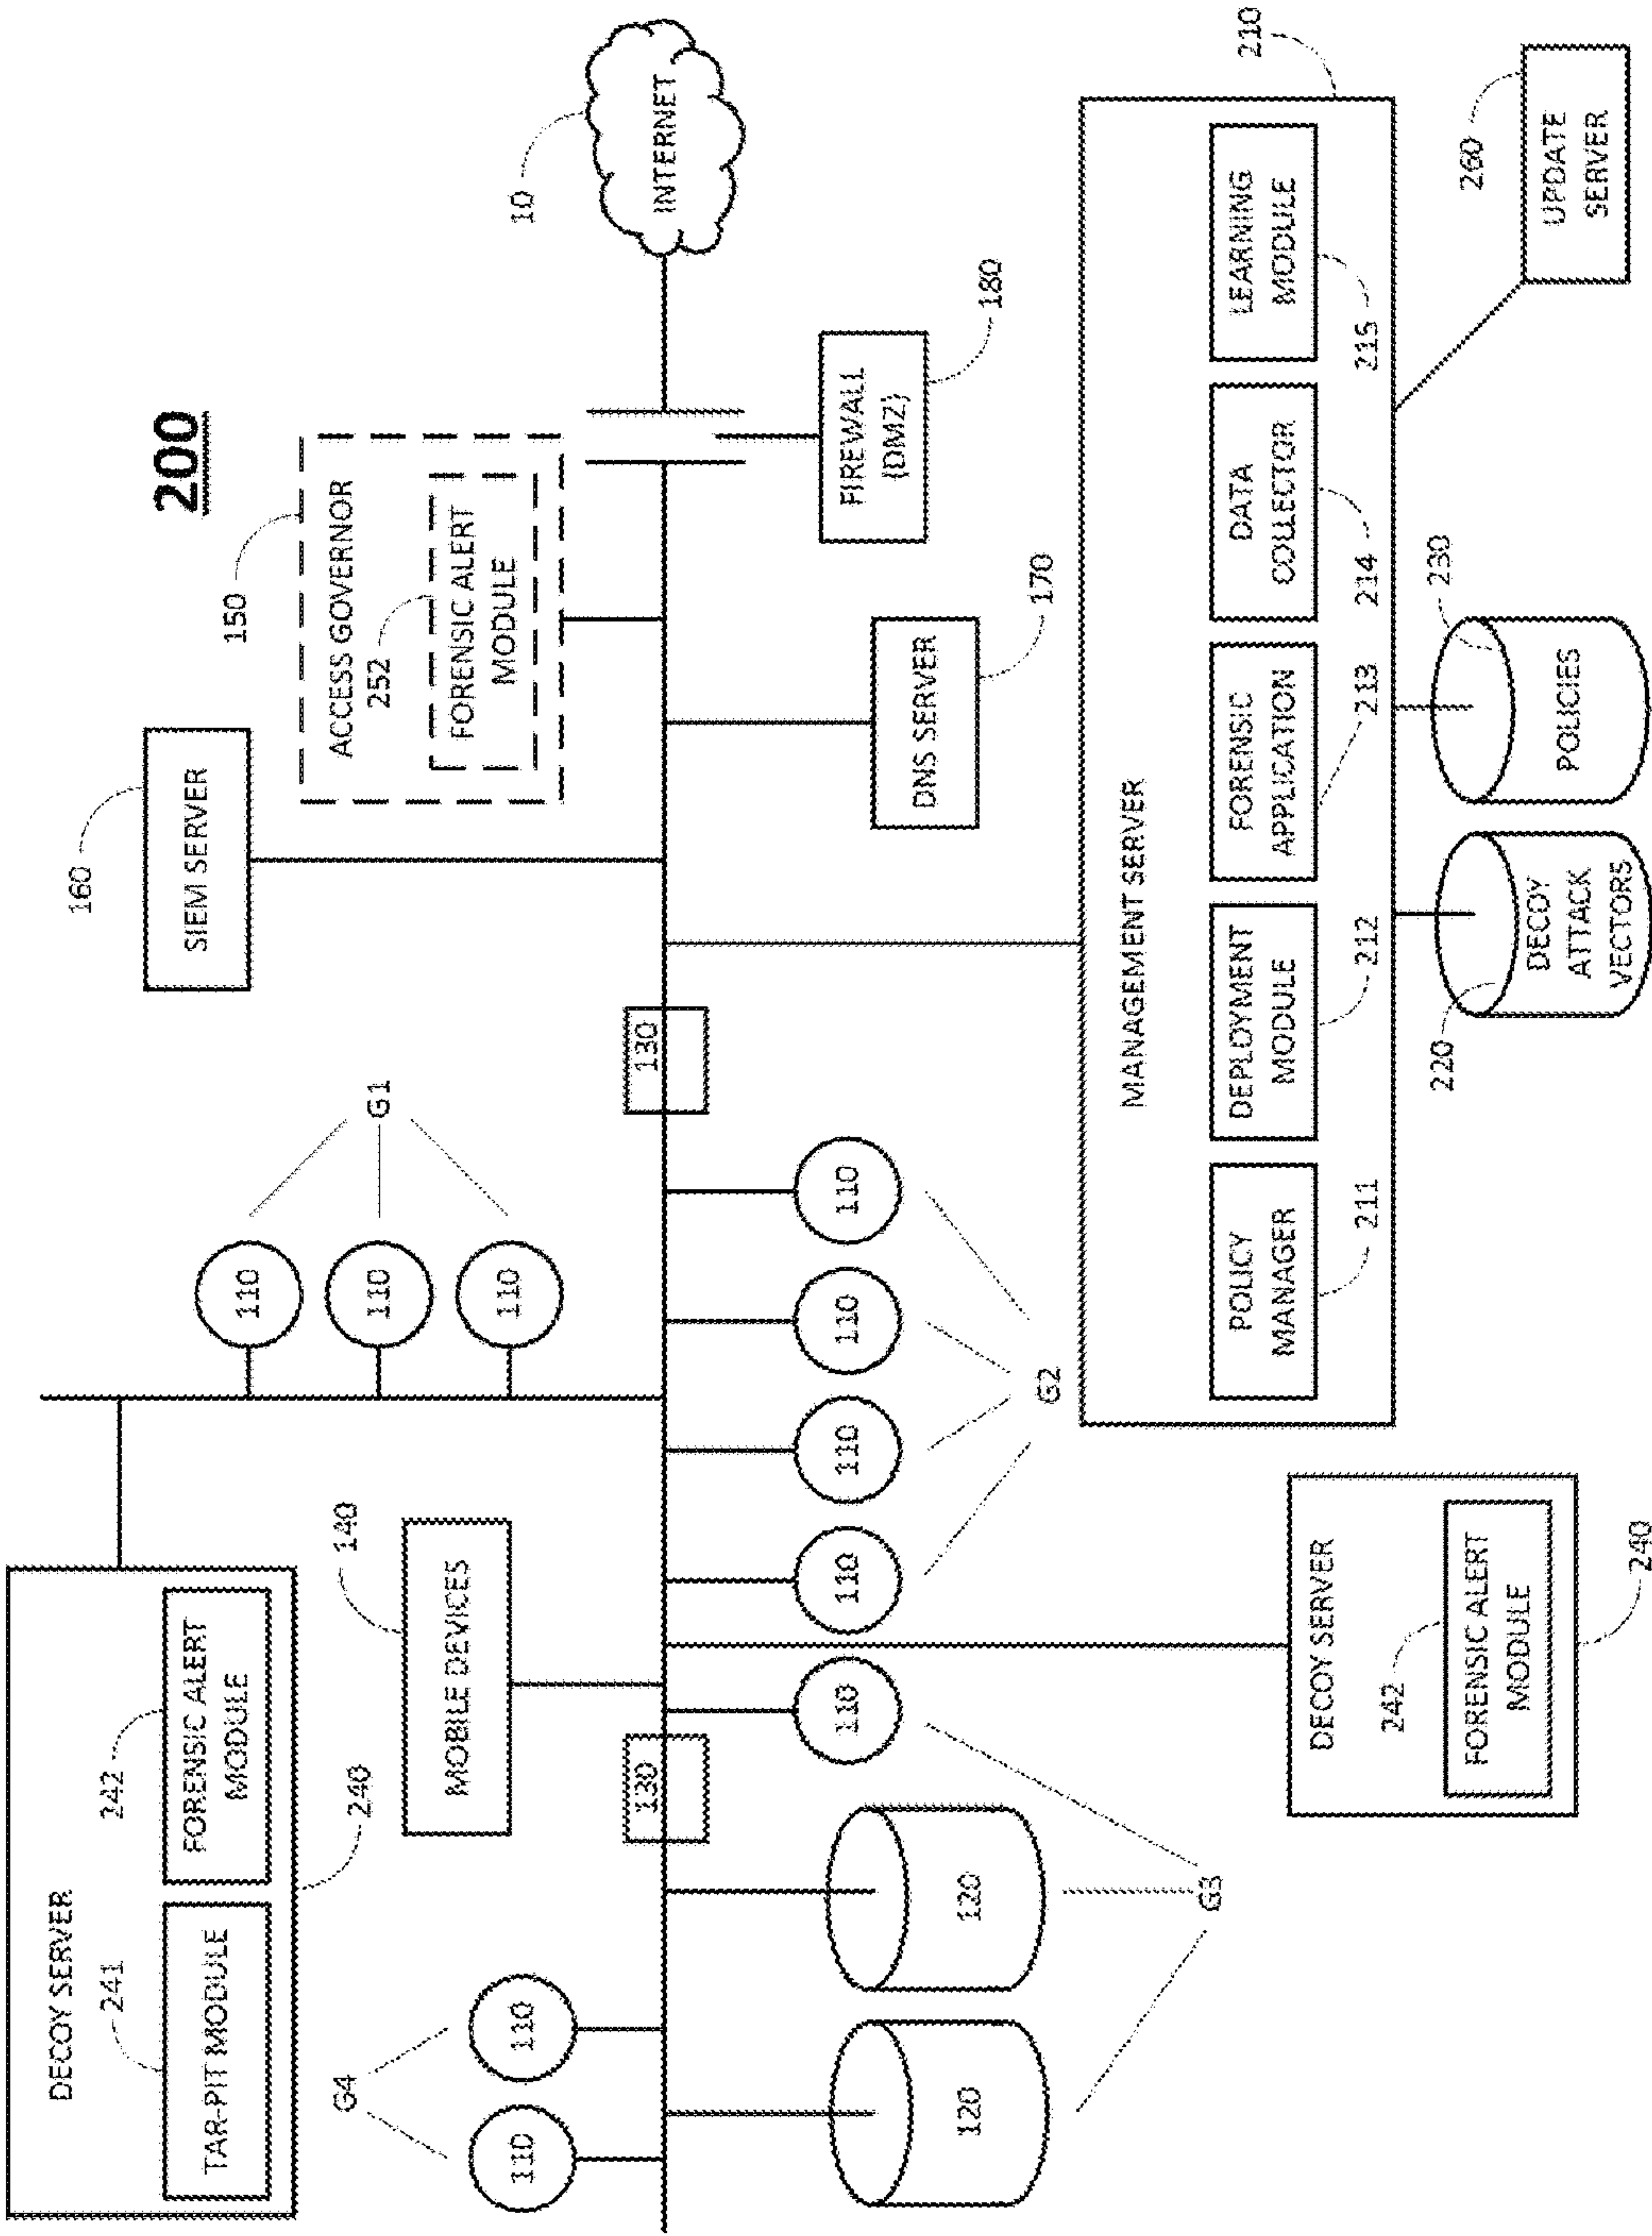 200
DECOY SERVER
241
TAR-PIT MODULE
242
FORENSIC ALERT
MODULE
240
G4
110
110
140
MOBILE DEVICES
110
110
110
G1
160
SIEM SERVER
150
ACCESS GOVERNOR
252
FORENSIC ALERT
MODULE
10
INTERNET
130
130
120
120
110
G3
110
110
110
110
G2
DNS SERVER
170
FIREWALL
(DMZ)
180
DECOY SERVER
242
FORENSIC ALERT
MODULE
240
MANAGEMENT SERVER
210
POLICY
MANAGER
211
DEPLOYMENT
MODULE
212
FORENSIC
APPLICATION
213
DATA
COLLECTOR
214
LEARNING
MODULE
215
220
DECOY
ATTACK
VECTORS
230
POLICIES
260
UPDATE
SERVER